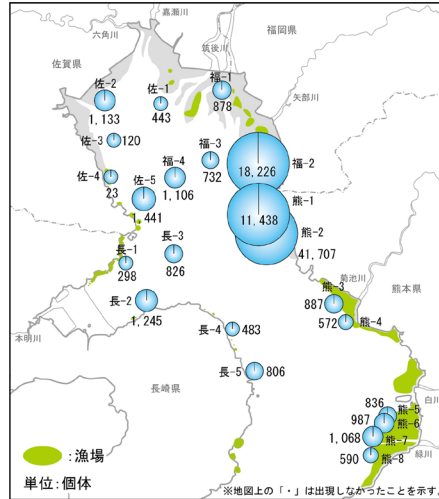 嘉瀬川
六角川
筑後川
福岡県
佐賀県
佐-2
1,133
佐-1
443
福-1
878
矢部川
佐-3
120
福-3
732
福-2
18,226
佐-4
23
福-4
1,106
佐-5
1,441
熊-1
11,438
熊-2
41,707
長-1
298
長-3
826
菊池川
熊-3
887
熊本県
長-2
1,245
572
熊-4
本明川
長-4
483
長崎県
長-5
806
白川
836
熊-5
987
熊-6
1,068
熊-7
590
熊-8
緑川
:漁場
単位:個体
※地図上の「・」は出現しなかったことを示す。